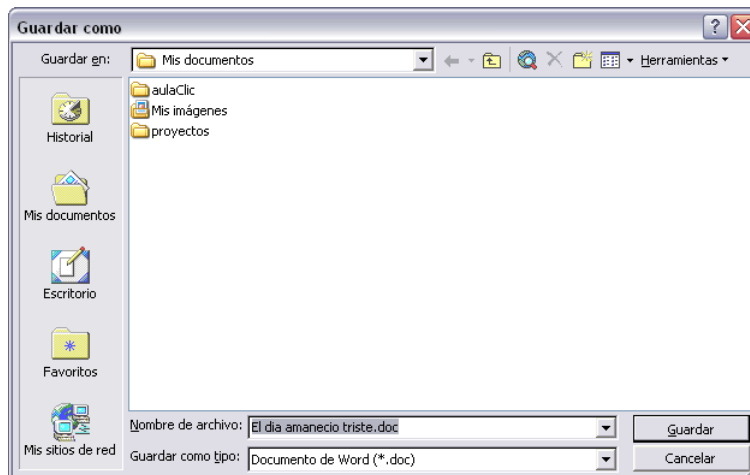 Guardar como
Guardar en: Mis documentos Herramientas
aulaClic
Mis imágenes
proyectos
Historial
Mis documentos
Escritorio
Favoritos
Mis sitios de red
Nombre de archivo: El dia amanecio triste.doc Guardar
Guardar como tipo: Documento de Word (*.doc) Cancelar